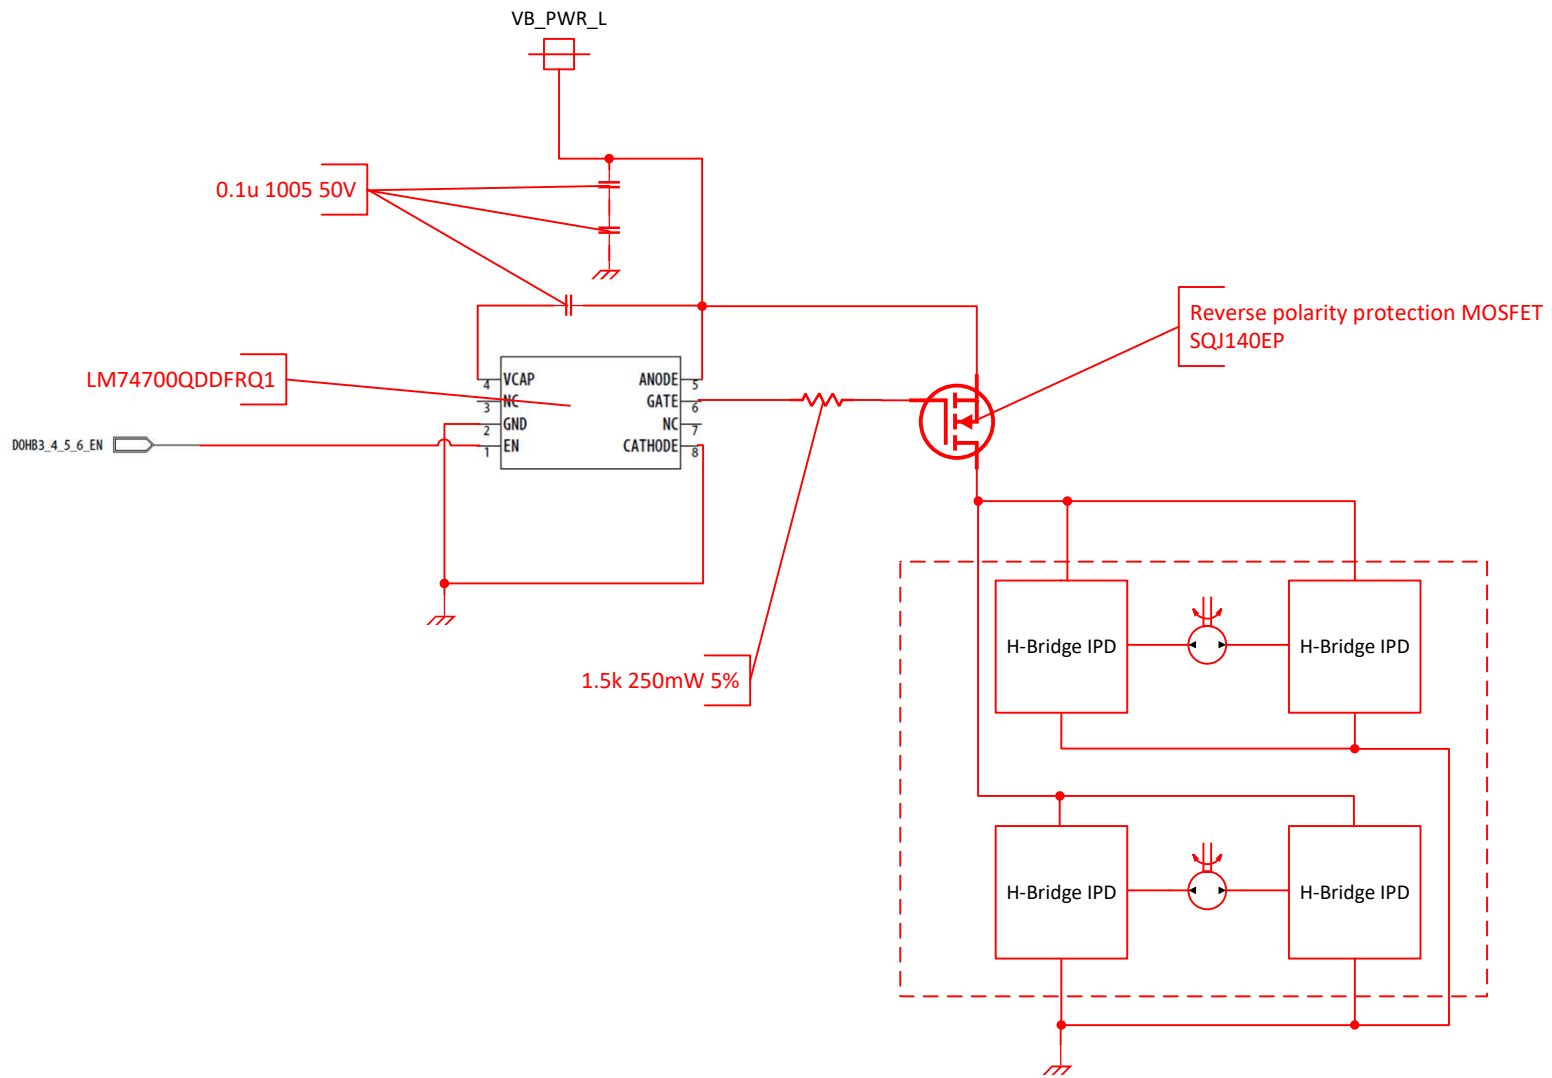 VB_PWR_L
0.1u 1005 50V
Reverse polarity protection MOSFET
SQJ140EP
LM74700QDDFRQ1
4 VCAP ANODE 5
3 NC GATE 6
2 GND NC 7
1 EN CATHODE 8
DOHB3_4_5_6_EN
1.5k 250mW 5%
H-Bridge IPD
H-Bridge IPD
H-Bridge IPD
H-Bridge IPD